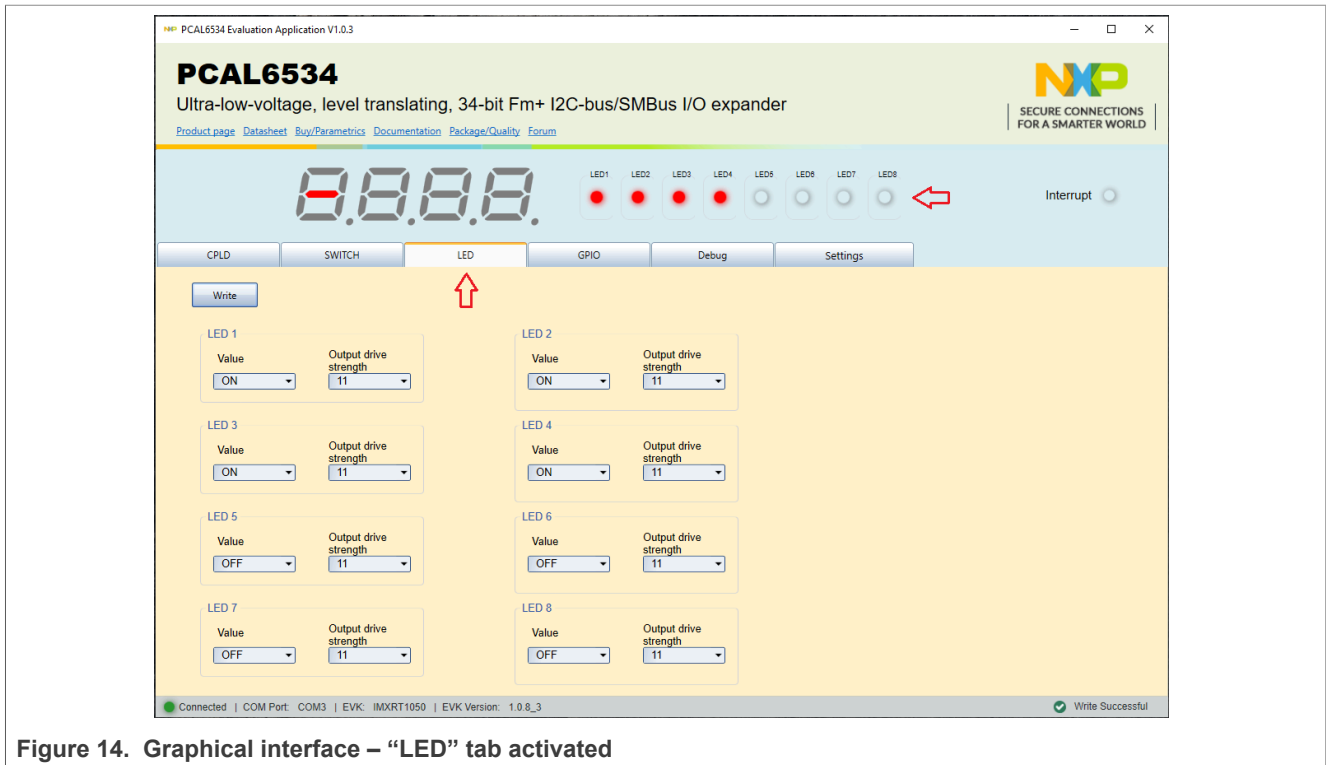 PCAL6534 Evaluation Application V1.0.3
PCAL6534
Ultra-low-voltage, level translating, 34-bit Fm+ I2C-bus/SMBus I/O expander
Product page Datasheet Buy/Parametrics Documentation Package/Quality Forum
NXP
SECURE CONNECTIONS
FOR A SMARTER WORLD
LED1 LED2 LED3 LED4 LED5 LED6 LED7 LED8
Interrupt
CPLD SWITCH LED GPIO Debug Settings
Write
LED 1
Value
Output drive
strength
ON
11
LED 2
Value
Output drive
strength
ON
11
LED 3
Value
Output drive
strength
ON
11
LED 4
Value
Output drive
strength
ON
11
LED 5
Value
Output drive
strength
OFF
11
LED 6
Value
Output drive
strength
OFF
11
LED 7
Value
Output drive
strength
OFF
11
LED 8
Value
Output drive
strength
OFF
11
Connected | COM Port: COM3 | EVK: IMXRT1050 | EVK Version: 1.0.8_3
Write Successful
Figure 14. Graphical interface – “LED” tab activated